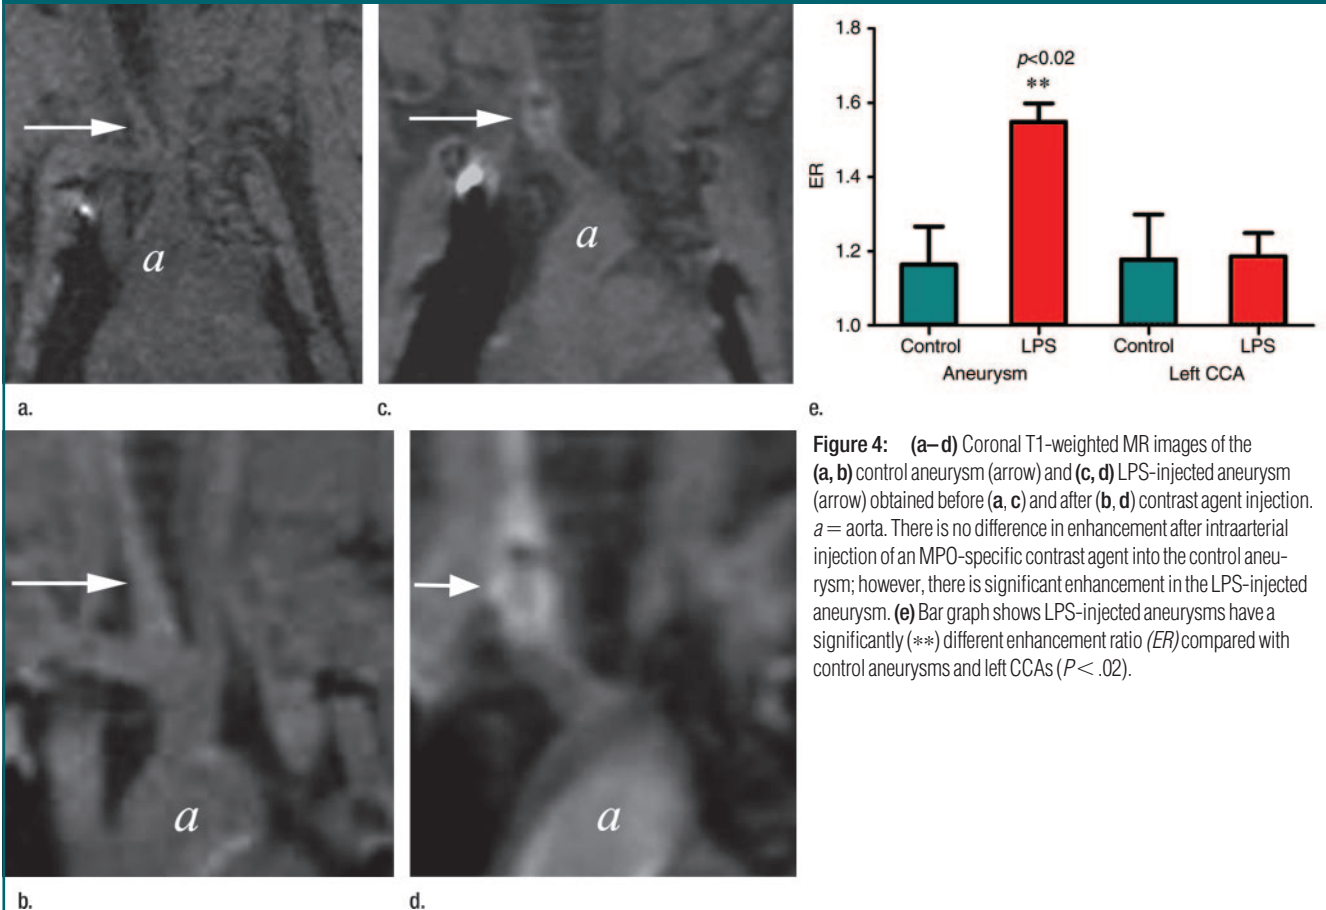 a
a.
a
c.
1.8
1.6
1.4
1.2
1.0
ER
p<0.02
**
Control
LPS
Control
LPS
Aneurysm
Left CCA
e.
a
b.
a
d.
Figure 4: (a–d) Coronal T1-weighted MR images of the
(a, b) control aneurysm (arrow) and (c, d) LPS-injected aneurysm
(arrow) obtained before (a, c) and after (b, d) contrast agent injection.
a = aorta. There is no difference in enhancement after intraarterial
injection of an MPO-specific contrast agent into the control aneu-
rysm; however, there is significant enhancement in the LPS-injected
aneurysm. (e) Bar graph shows LPS-injected aneurysms have a
significantly (**) different enhancement ratio (ER) compared with
control aneurysms and left CCAs (P < .02).